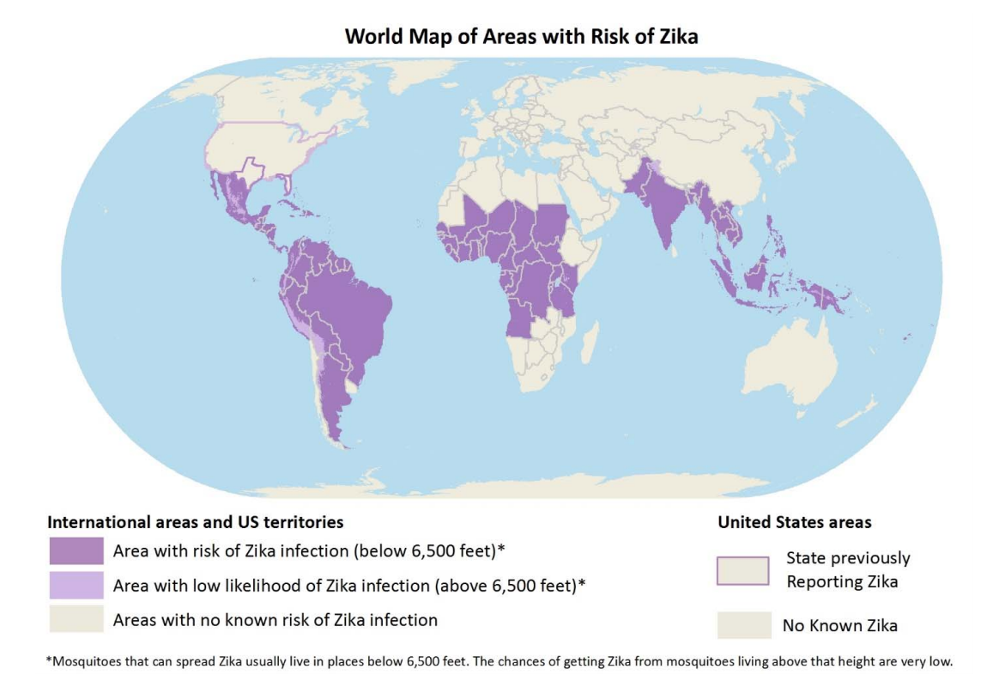 World Map of Areas with Risk of Zika
International areas and US territories
Area with risk of Zika infection (below 6,500 feet)*
Area with low likelihood of Zika infection (above 6,500 feet)*
Areas with no known risk of Zika infection
United States areas
State previously
Reporting Zika
No Known Zika
*Mosquitoes that can spread Zika usually live in places below 6,500 feet. The chances of getting Zika from mosquitoes living above that height are very low.